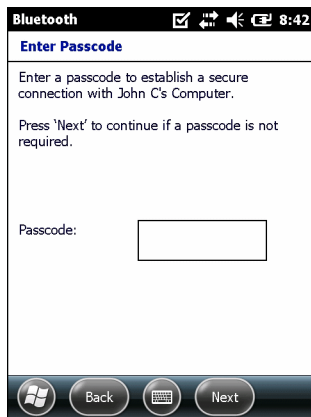 Bluetooth 8:42
Enter Passcode
Enter a passcode to establish a secure
connection with John C's Computer.
Press 'Next' to continue if a passcode is not
required.
Passcode:
Back Next